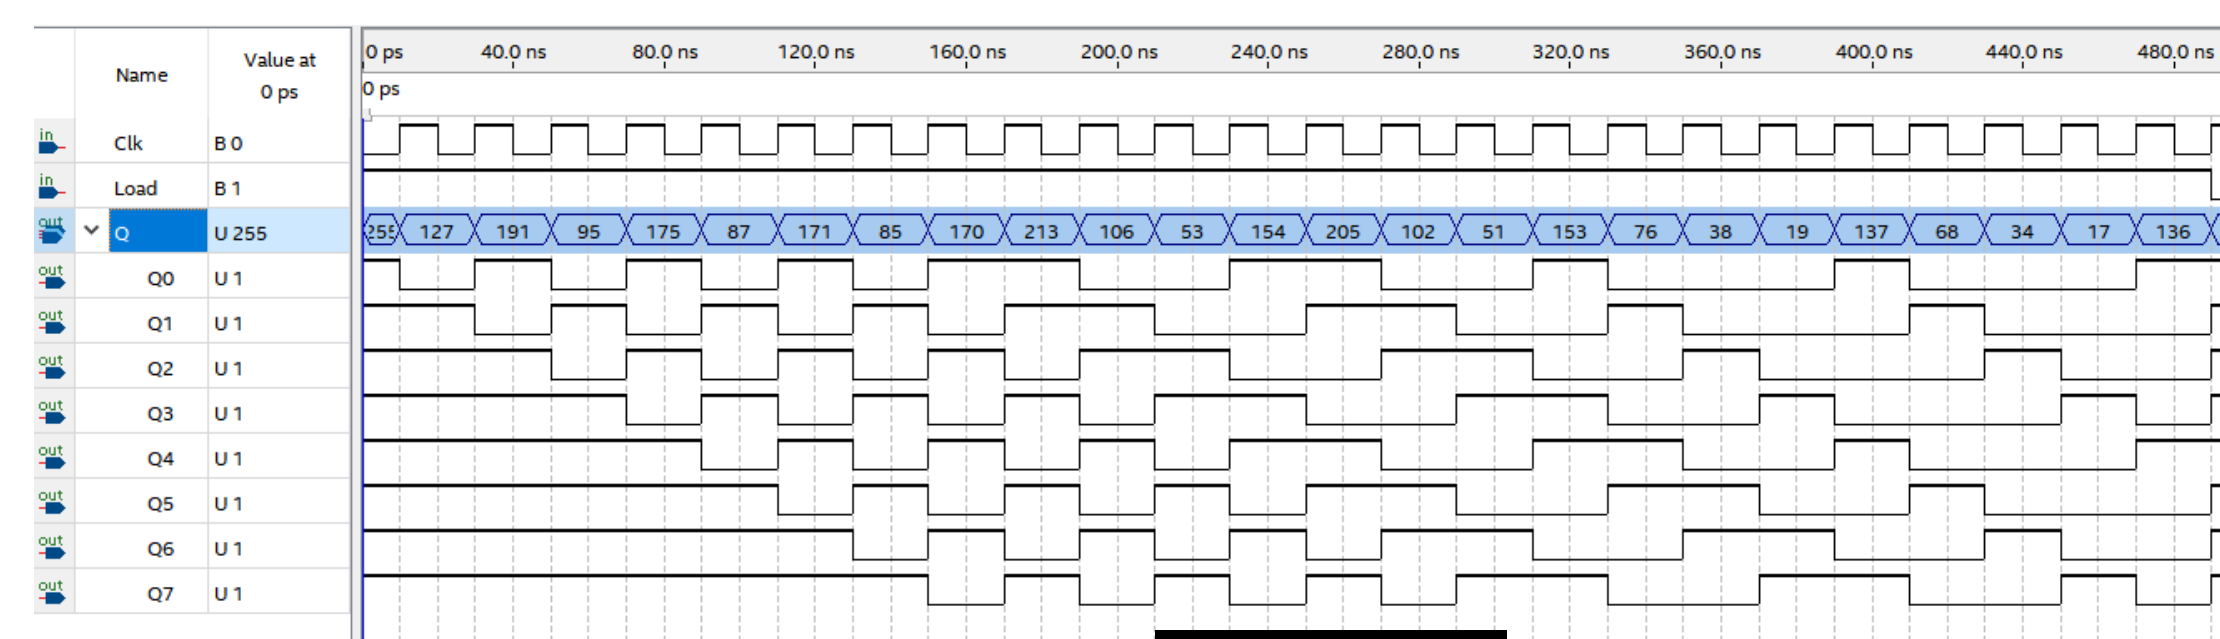 Name Value at 0 ps
0 ps 40.0 ns 80.0 ns 120.0 ns 160.0 ns 200.0 ns 240.0 ns 280.0 ns 320.0 ns 360.0 ns 400.0 ns 440.0 ns 480.0 ns
0 ps
in Clk B 0
in Load B 1
out Q U 255 255 127 191 95 175 87 171 85 170 213 106 53 154 205 102 51 153 76 38 19 137 68 34 17 136
out Q0 U 1
out Q1 U 1
out Q2 U 1
out Q3 U 1
out Q4 U 1
out Q5 U 1
out Q6 U 1
out Q7 U 1